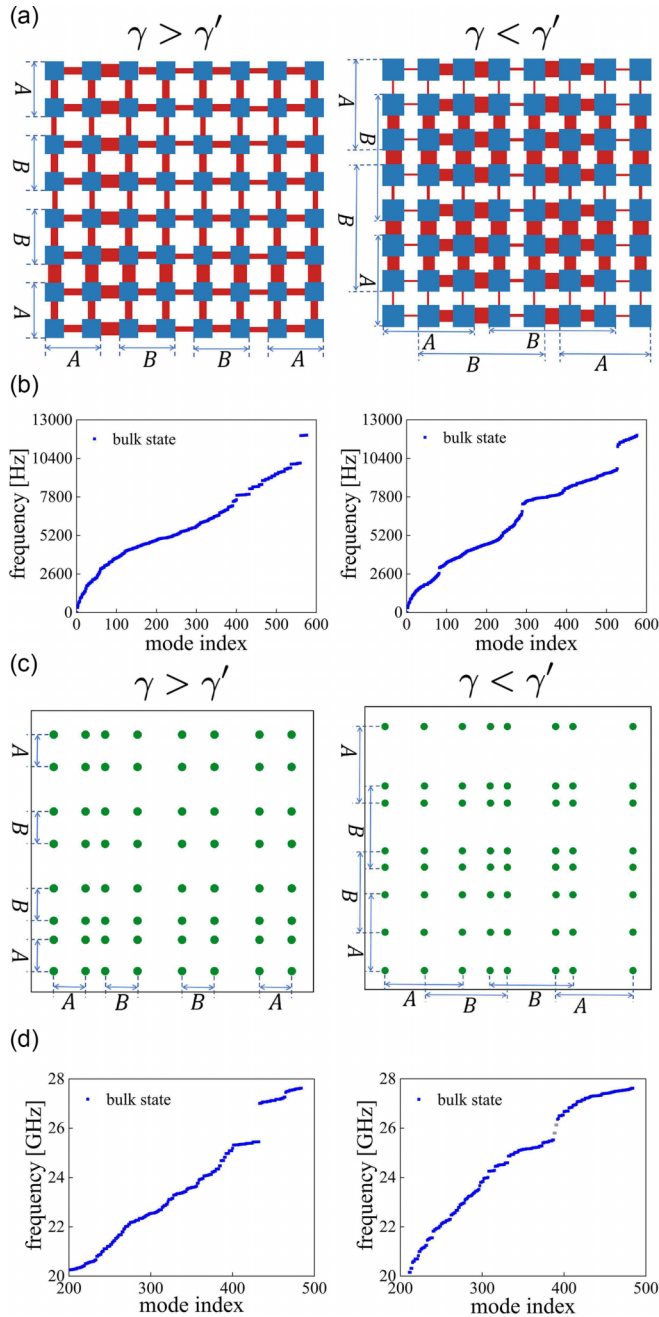 (a)
γ > γ′
γ < γ′
A
B
B
A
A
B
B
A
A
B
B
A
A
B
B
A
(b)
frequency [Hz]
13000
10400
7800
5200
2600
0
bulk state
0 100 200 300 400 500 600
mode index
frequency [Hz]
13000
10400
7800
5200
2600
0
bulk state
0 100 200 300 400 500 600
mode index
(c)
γ > γ′
γ < γ′
A
B
B
A
A
B
B
A
A
B
B
A
A
B
B
A
(d)
frequency [GHz]
28
26
24
22
20
bulk state
200 300 400 500
mode index
frequency [GHz]
28
26
24
22
20
bulk state
200 300 400 500
mode index